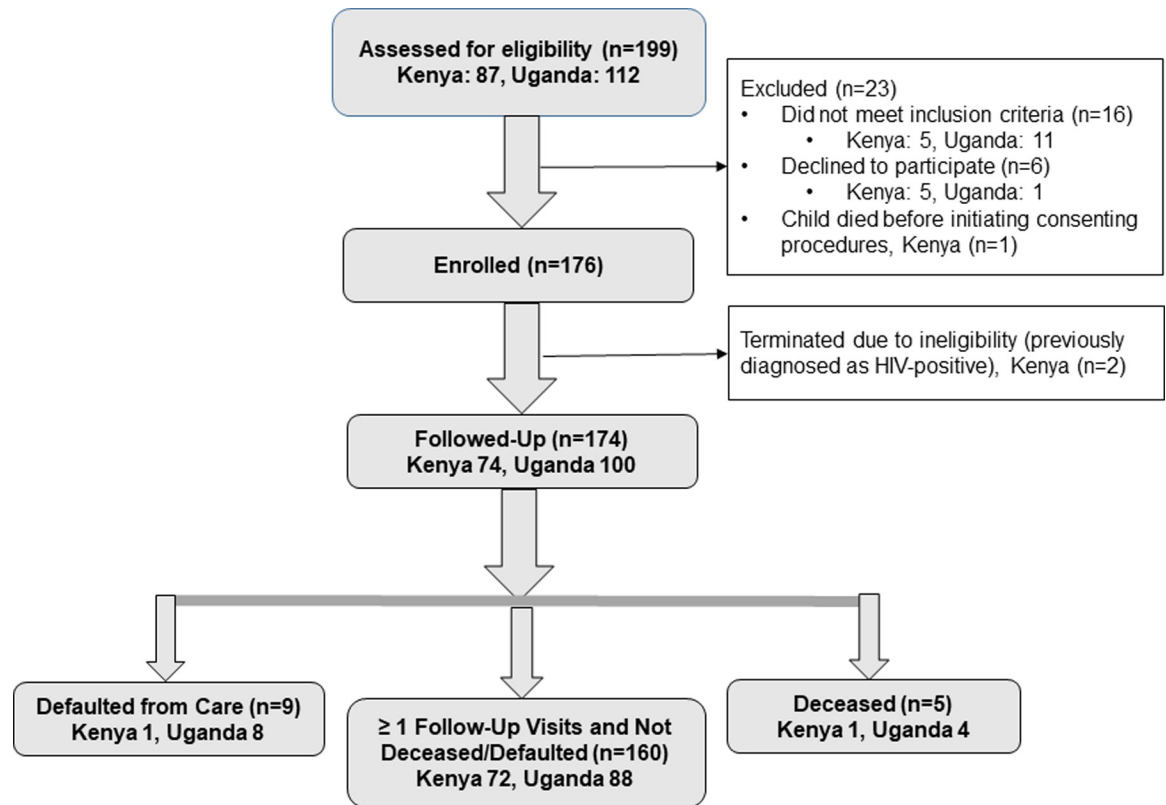 Assessed for eligibility (n=199)
Kenya: 87, Uganda: 112
Excluded (n=23)
• Did not meet inclusion criteria (n=16)
• Kenya: 5, Uganda: 11
• Declined to participate (n=6)
• Kenya: 5, Uganda: 1
• Child died before initiating consenting
procedures, Kenya (n=1)
Enrolled (n=176)
Terminated due to ineligibility (previously
diagnosed as HIV-positive), Kenya (n=2)
Followed-Up (n=174)
Kenya 74, Uganda 100
Defaulted from Care (n=9)
Kenya 1, Uganda 8
≥ 1 Follow-Up Visits and Not
Deceased/Defaulted (n=160)
Kenya 72, Uganda 88
Deceased (n=5)
Kenya 1, Uganda 4